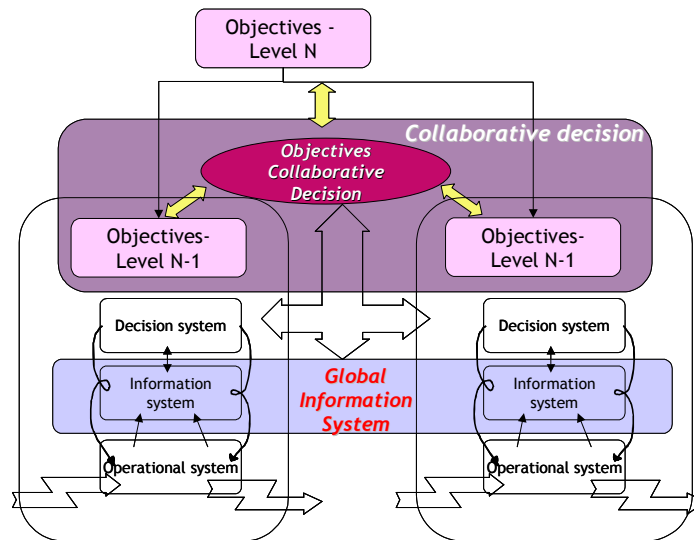 Objectives -
Level N
Collaborative decision
Objectives
Collaborative
Decision
Objectives-
Level N-1
Objectives-
Level N-1
Decision system
Decision system
Information
system
Global
Information
System
Information
system
Operational system
Operational system